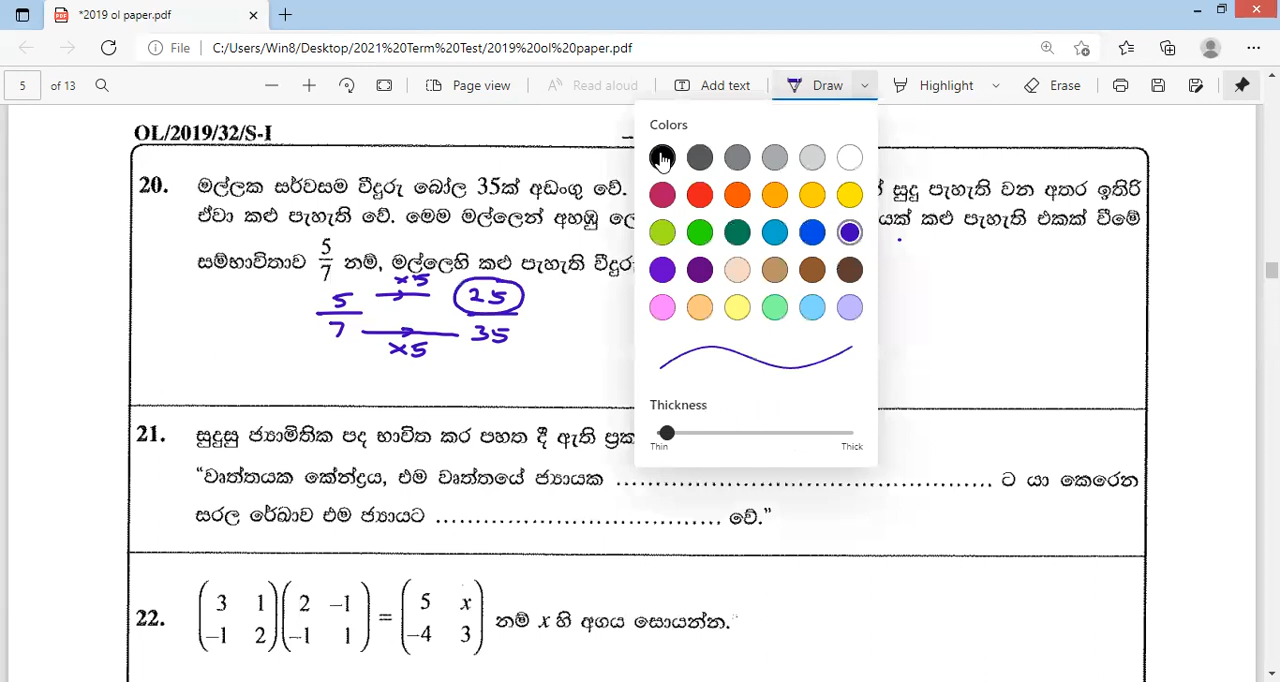 *2019 ol paper.pdf
File C:/Users/Win8/Desktop/2021%20Term%20Test/2019%20ol%20paper.pdf
5 of 13 Page view Read aloud Add text Draw Highlight Erase
Colors
Thickness
Thin Thick
OL/2019/32/S-I
20. මල්ලක සර්වසම වීදුරු බෝල 35ක් අඩංගු වේ. සුදු පැහැති වන අතර ඉතිරි
ඒවා කළු පැහැති වේ. මෙම මල්ලෙන් අහඹු ලෙ යක් කළු පැහැති එකක් වීමේ
සම්භාවිතාව 5/7 නම්, මල්ලෙහි කළු පැහැති වීදුරු
5/7 ×5 25/35
×5
21. සුදුසු ජ්‍යාමිතික පද භාවිත කර පහත දී ඇති ප්‍රක
“වෘත්තයක කේන්ද්‍රය, එම වෘත්තයේ ජ්‍යායක .......................................... ට යා කෙරෙන
සරල රේඛාව එම ජ්‍යායට .................................. වේ.”
22. (3 1 -1 2)(2 -1 -1 1) = (5 x -4 3) නම් x හි අගය සොයන්න.